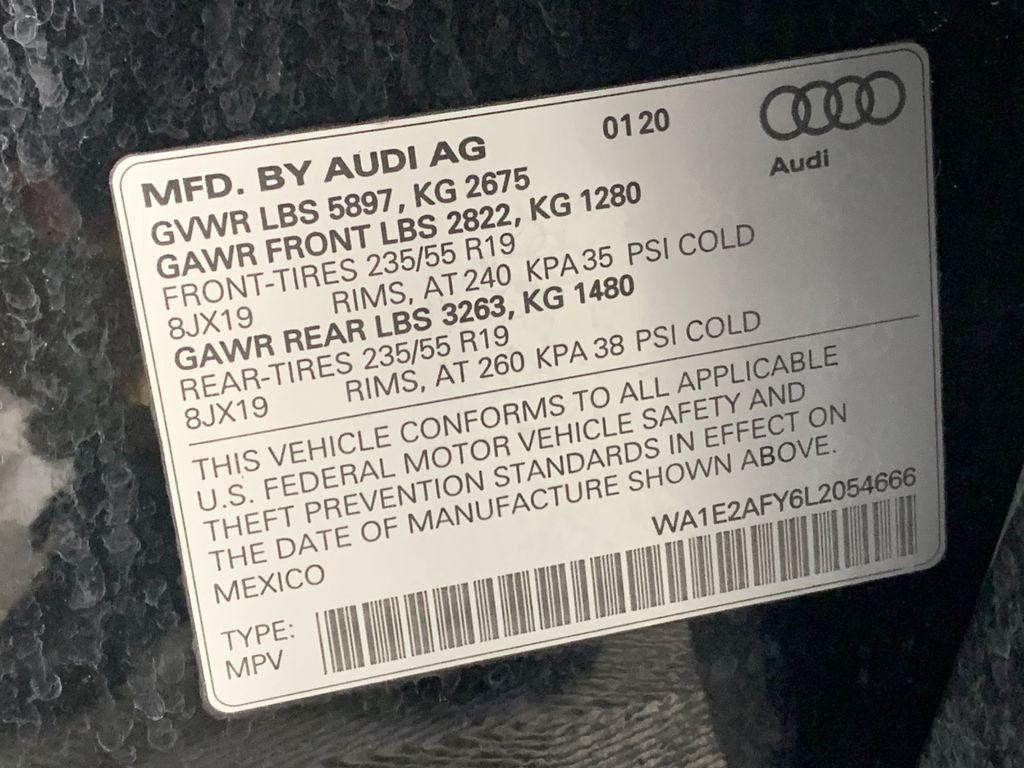 MFD. BY AUDI AG 0120
Audi
GVWR LBS 5897, KG 2675
GAWR FRONT LBS 2822, KG 1280
FRONT-TIRES 235/55 R19
8JX19 RIMS, AT 240 KPA 35 PSI COLD
GAWR REAR LBS 3263, KG 1480
REAR-TIRES 235/55 R19
8JX19 RIMS, AT 260 KPA 38 PSI COLD
THIS VEHICLE CONFORMS TO ALL APPLICABLE
U.S. FEDERAL MOTOR VEHICLE SAFETY AND
THEFT PREVENTION STANDARDS IN EFFECT ON
THE DATE OF MANUFACTURE SHOWN ABOVE.
MEXICO WA1E2AFY6L2054666
TYPE:
MPV